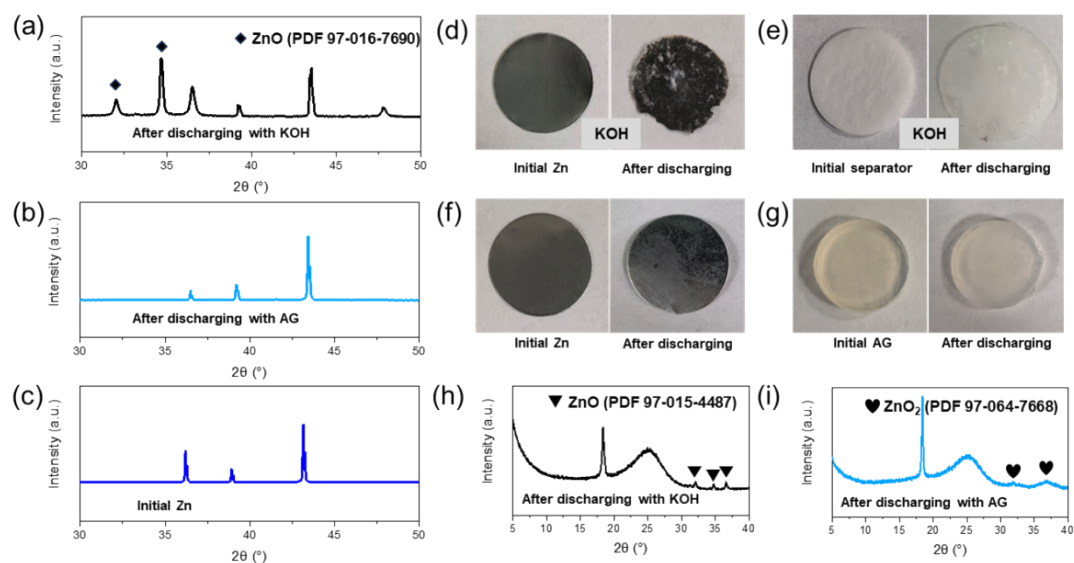 (a)
◆ ZnO (PDF 97-016-7690)
Intensity (a.u.)
After discharging with KOH
30 35 40 45 50
2θ (°)
(b)
Intensity (a.u.)
After discharging with AG
30 35 40 45 50
2θ (°)
(c)
Intensity (a.u.)
Initial Zn
30 35 40 45 50
2θ (°)
(d)
KOH
Initial Zn After discharging
(e)
KOH
Initial separator After discharging
(f)
Initial Zn After discharging
(g)
Initial AG After discharging
(h)
▼ ZnO (PDF 97-015-4487)
Intensity (a.u.)
After discharging with KOH
5 10 15 20 25 30 35 40
2θ (°)
(i)
♥ ZnO₂ (PDF 97-064-7668)
Intensity (a.u.)
After discharging with AG
5 10 15 20 25 30 35 40
2θ (°)